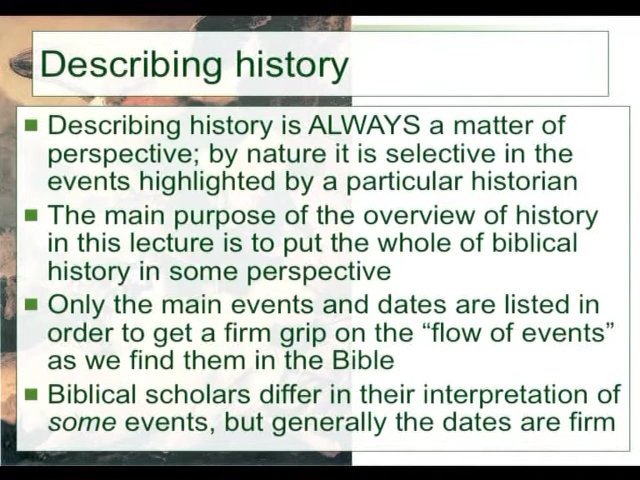 Describing history
Describing history is ALWAYS a matter of
perspective; by nature it is selective in the
events highlighted by a particular historian
The main purpose of the overview of history
in this lecture is to put the whole of biblical
history in some perspective
Only the main events and dates are listed in
order to get a firm grip on the “flow of events”
as we find them in the Bible
Biblical scholars differ in their interpretation of
some events, but generally the dates are firm